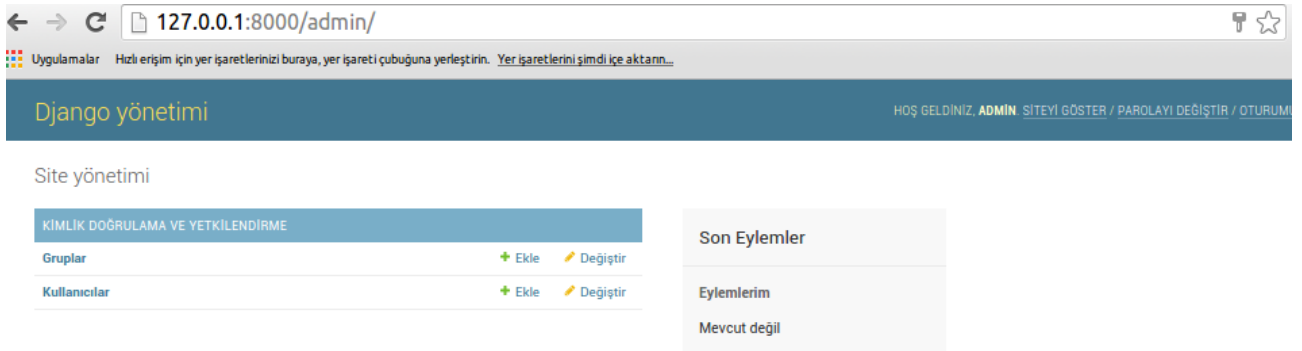 127.0.0.1:8000/admin/
Uygulamalar Hızlı erişim için yer işaretlerinizi buraya, yer işareti çubuğuna yerleştirin. Yer işaretlerini şimdi içe aktarın...
Django yönetimi
HOŞ GELDİNİZ, ADMIN. SİTEYİ GÖSTER / PAROLAYI DEĞİŞTİR / OTURUMU
Site yönetimi
KİMLİK DOĞRULAMA VE YETKİLENDİRME
Gruplar + Ekle Değiştir
Kullanıcılar + Ekle Değiştir
Son Eylemler
Eylemlerim
Mevcut değil